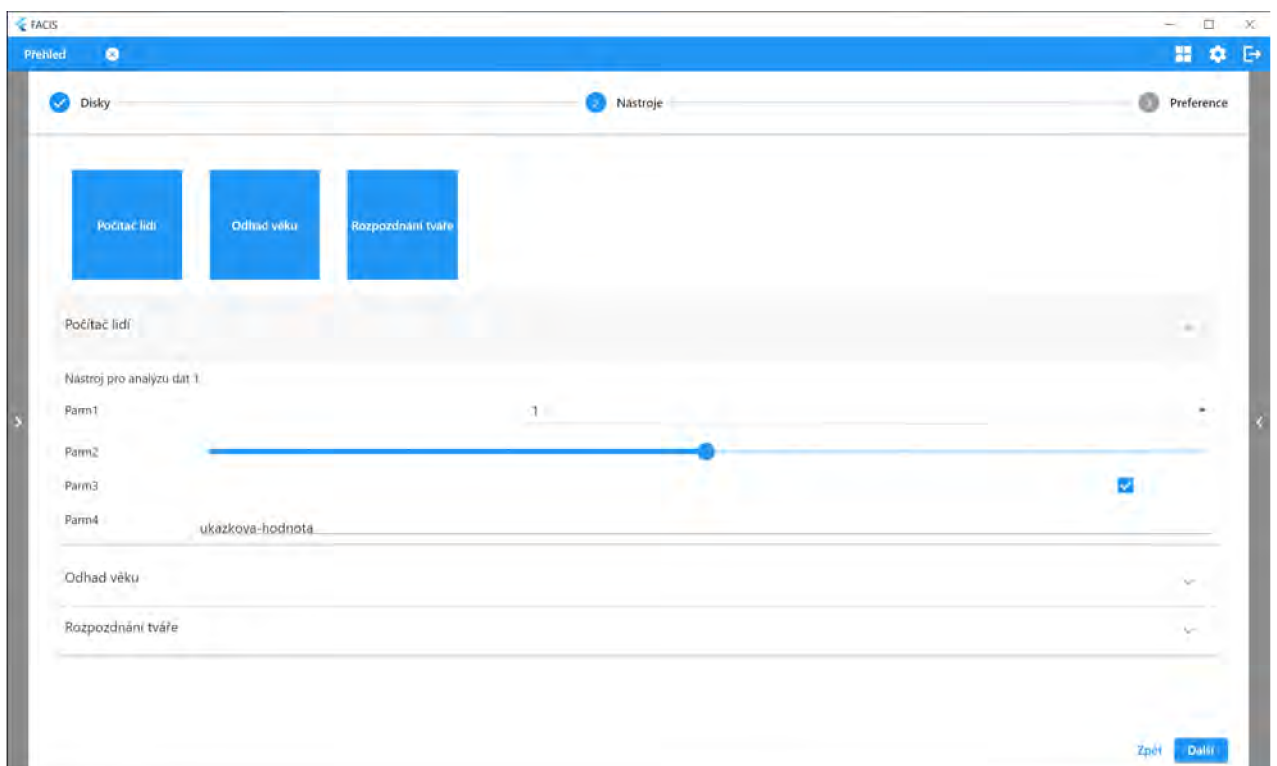 FACIS
Přehled
Disky
2 Nástroje
Preference
Počítač lidí
Odhad věku
Rozpozdnání tváře
Počítač lidí
Nástroj pro analýzu dat 1
Parm1 1
Parm2
Parm3
Parm4 ukazkova-hodnota
Odhad věku
Rozpozdnání tváře
Zpět Další